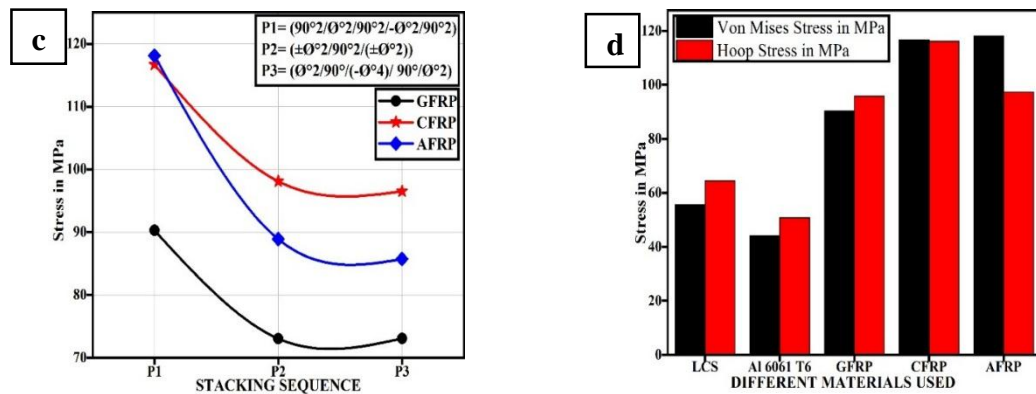 c
P1= (90°2/Ø°2/90°2/-Ø°2/90°2)
P2= (±Ø°2/90°2/(±Ø°2))
P3= (Ø°2/90°/(-Ø°4)/ 90°/Ø°2)
GFRP
CFRP
AFRP
Stress in MPa
120
110
100
90
80
70
P1 P2 P3
STACKING SEQUENCE
d
Von Mises Stress in MPa
Hoop Stress in MPa
Stress in MPa
120
100
80
60
40
20
0
LCS Al 6061 T6 GFRP CFRP AFRP
DIFFERENT MATERIALS USED